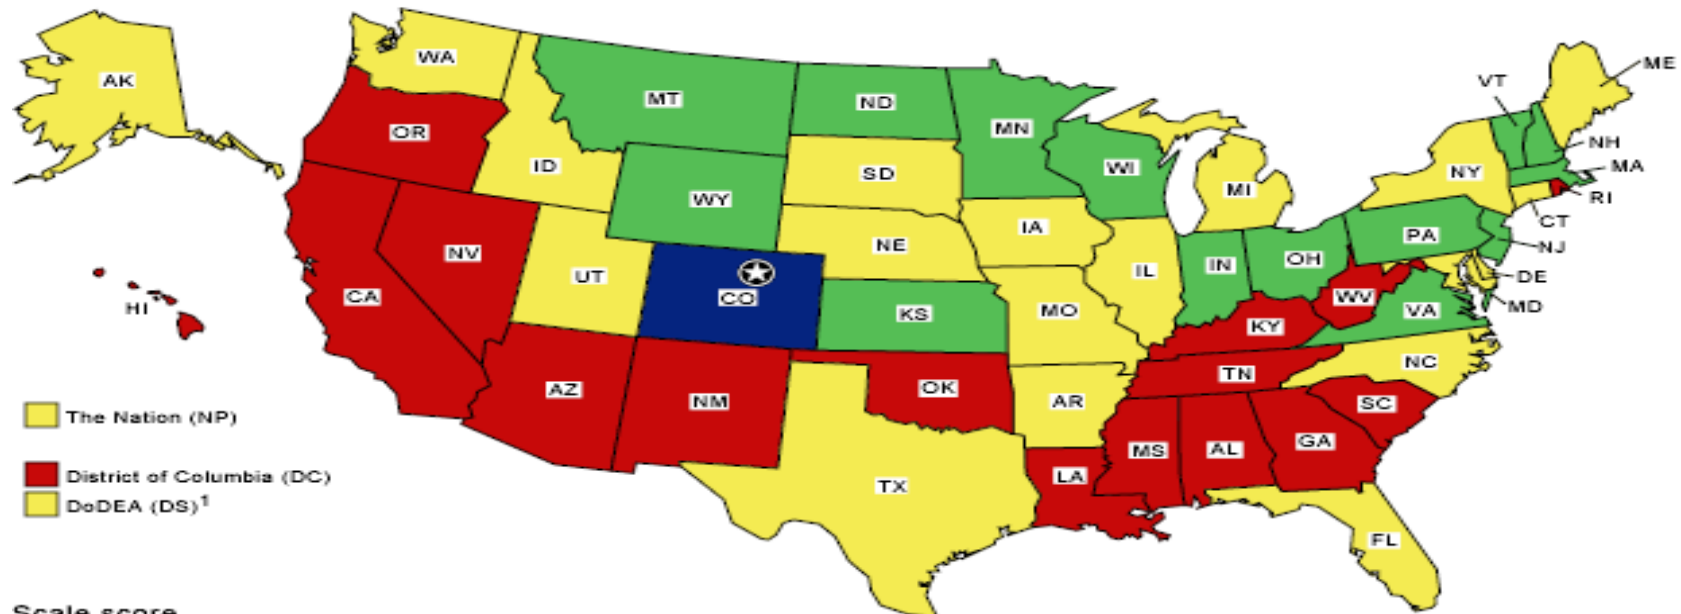 AK
WA
MT
ND
MN
VT
ME
OR
ID
SD
WI
MI
NY
NH
MA
RI
WY
NE
IA
PA
CT
NJ
NV
UT
CO
IL
IN
OH
DE
MD
CA
HI
KS
MO
WV
VA
KY
NC
AZ
NM
OK
AR
TN
SC
The Nation (NP)
MS
AL
GA
District of Columbia (DC)
LA
DoDEA (DS)1
TX
FL
Scale score